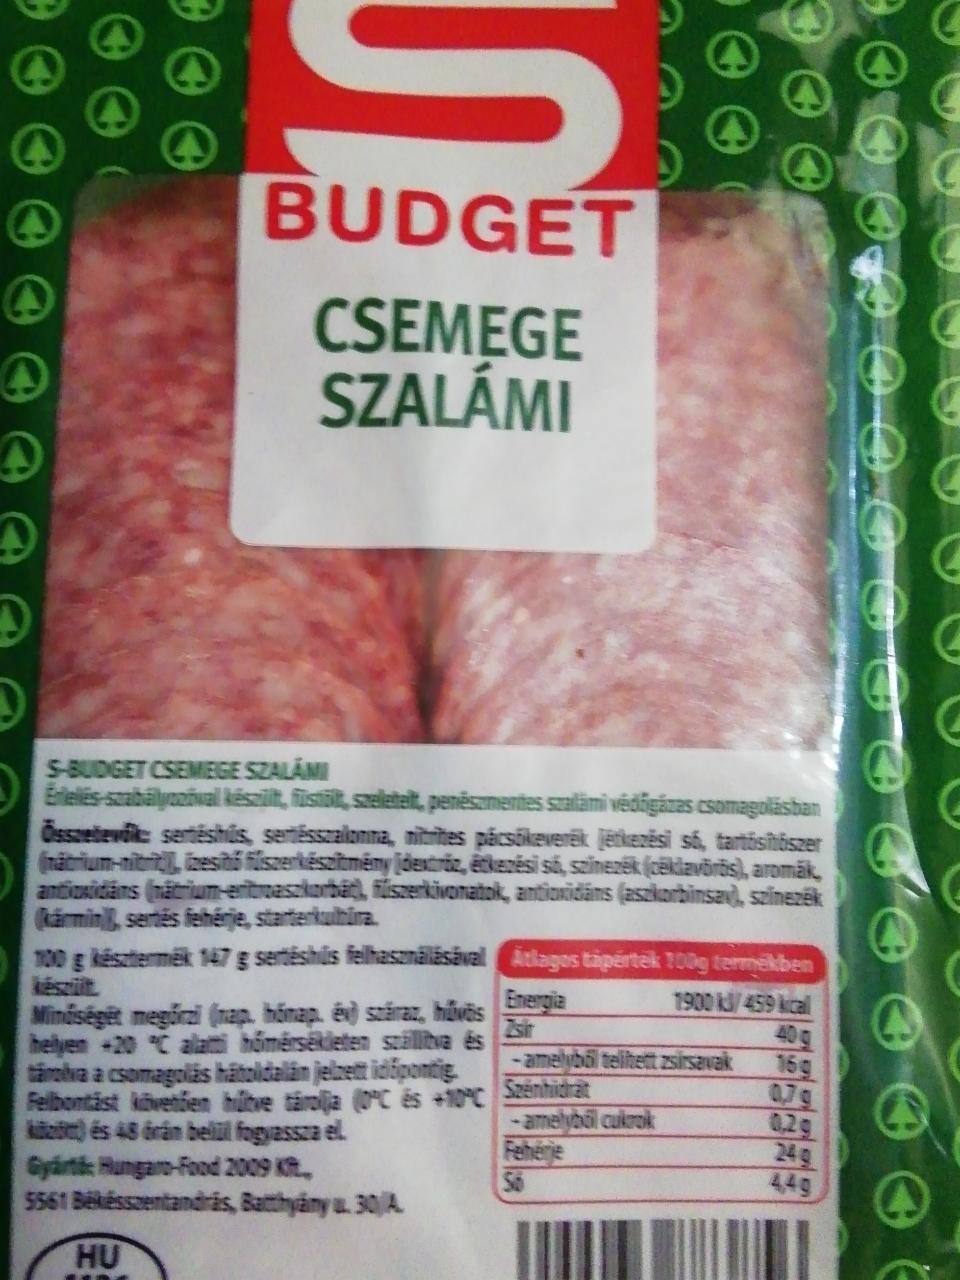 BUDGET
CSEMEGE
SZALÁMI
S-BUDGET CSEMEGE SZALÁMI
Érlelés-szabályozóval készült, füstölt, szeletelt, penészmentes szalámi védőgázas csomagolásban
Összetevők: sertéshús, sertésszalonna, nitrites pácsókeverék [étkezési só, tartósítószer
(nátrium-nitrit)], ízesítő fűszerkészítmény [dextróz, étkezési só, színezék (céklavörös), aromák,
antioxidáns (nátrium-eritroaszkorbát), fűszerkivonatok, antioxidáns (aszkorbinsav), színezék
(kármin)], sertés fehérje, starterkultúra.
100 g késztermék 147 g sertéshús felhasználásával
készült.
Minőségét megőrzi (nap. hónap. év) száraz, hűvös
helyen +20 °C alatti hőmérsékleten szállítva és
tárolva a csomagolás hátoldalán jelzett időpontig.
Felbontást követően hűtve tárolja (0°C és +10°C
között) és 48 órán belül fogyassza el.
Gyártó: Hungaro-Food 2009 Kft.,
5561 Békésszentandrás, Batthyány u. 30/A.
HU
Átlagos tápérték 100g termékben
Energia 1900 kJ/ 459 kcal
Zsír 40 g
- amelyből telített zsírsavak 16 g
Szénhidrát 0,7 g
- amelyből cukrok 0,2 g
Fehérje 24 g
Só 4,4 g